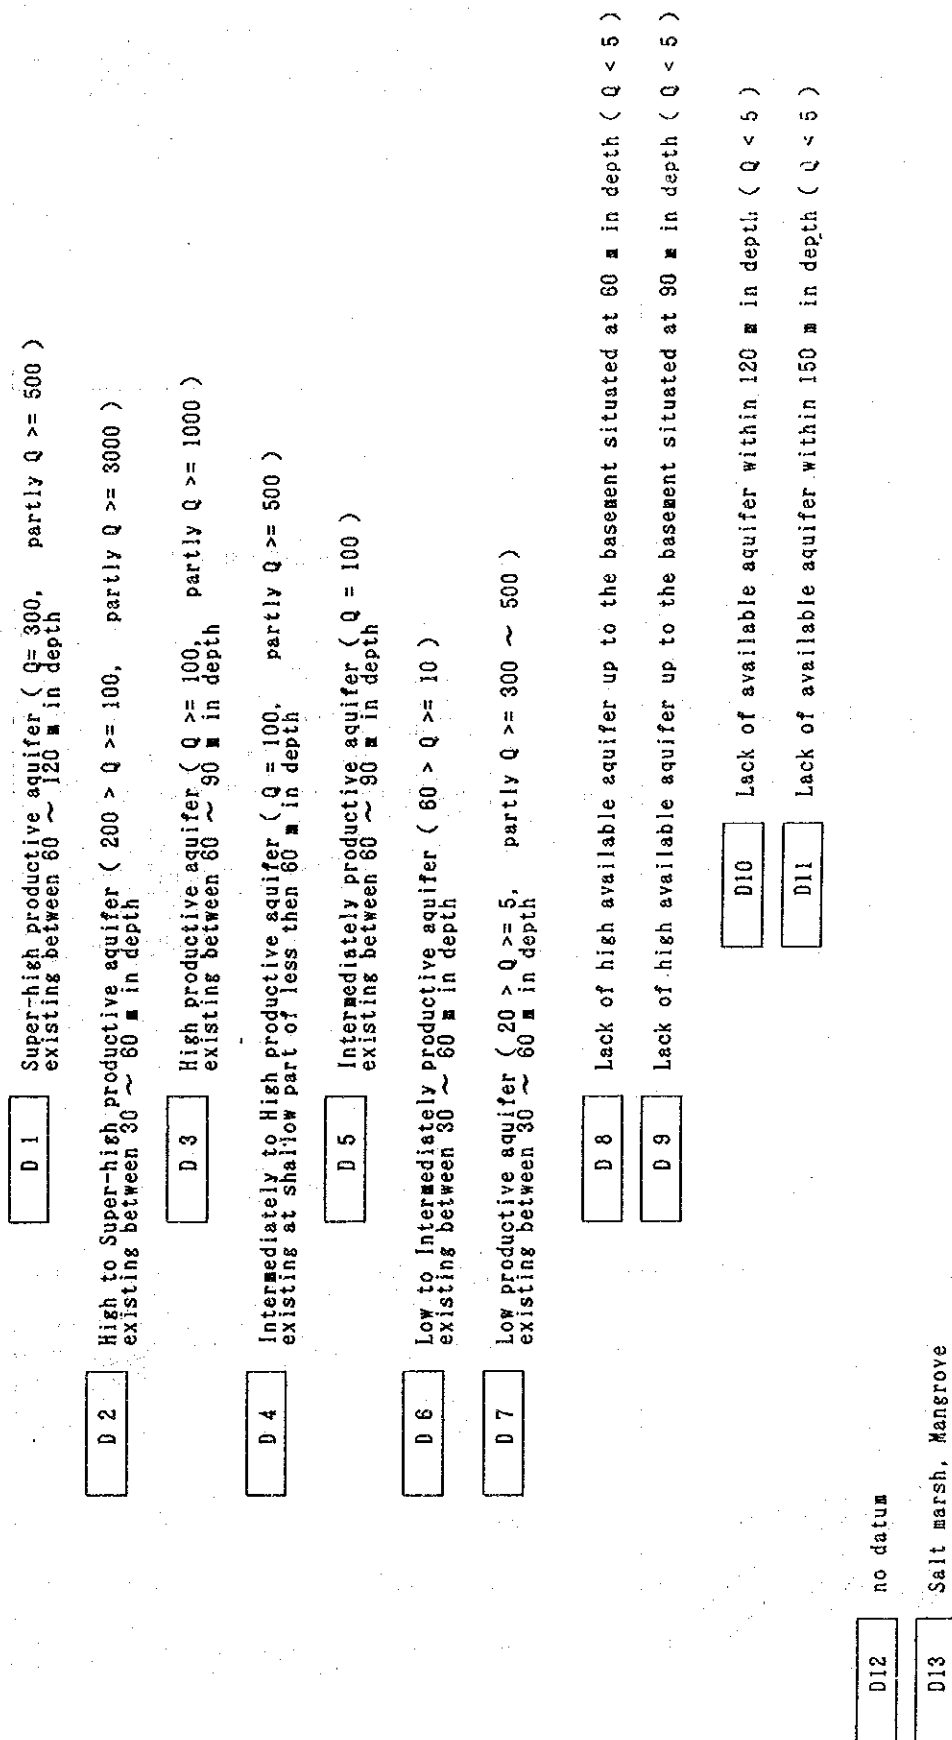 D 1 Super-high productive aquifer ( Q= 300, partly Q >= 500 )
existing between 60 ~ 120 m in depth
D 2 High to Super-high productive aquifer ( 200 > Q >= 100, partly Q >= 3000 )
existing between 30 ~ 60 m in depth
D 3 High productive aquifer ( Q >= 100, partly Q >= 1000 )
existing between 60 ~ 90 m in depth
D 4 Intermediately to High productive aquifer ( Q = 100, partly Q >= 500 )
existing at shallow part of less then 60 m in depth
D 5 Intermediately productive aquifer ( Q = 100 )
existing between 60 ~ 90 m in depth
D 6 Low to Intermediately productive aquifer ( 60 > Q >= 10 )
existing between 30 ~ 60 m in depth
D 7 Low productive aquifer ( 20 > Q >= 5, partly Q >= 300 ~ 500 )
existing between 30 ~ 60 m in depth
D 8 Lack of high available aquifer up to the basement situated at 60 m in depth ( Q < 5 )
D 9 Lack of high available aquifer up to the basement situated at 90 m in depth ( Q < 5 )
D10 Lack of available aquifer within 120 m in depth ( Q < 5 )
D11 Lack of available aquifer within 150 m in depth ( Q < 5 )
D12 no datum
D13 Salt marsh, Mangrove